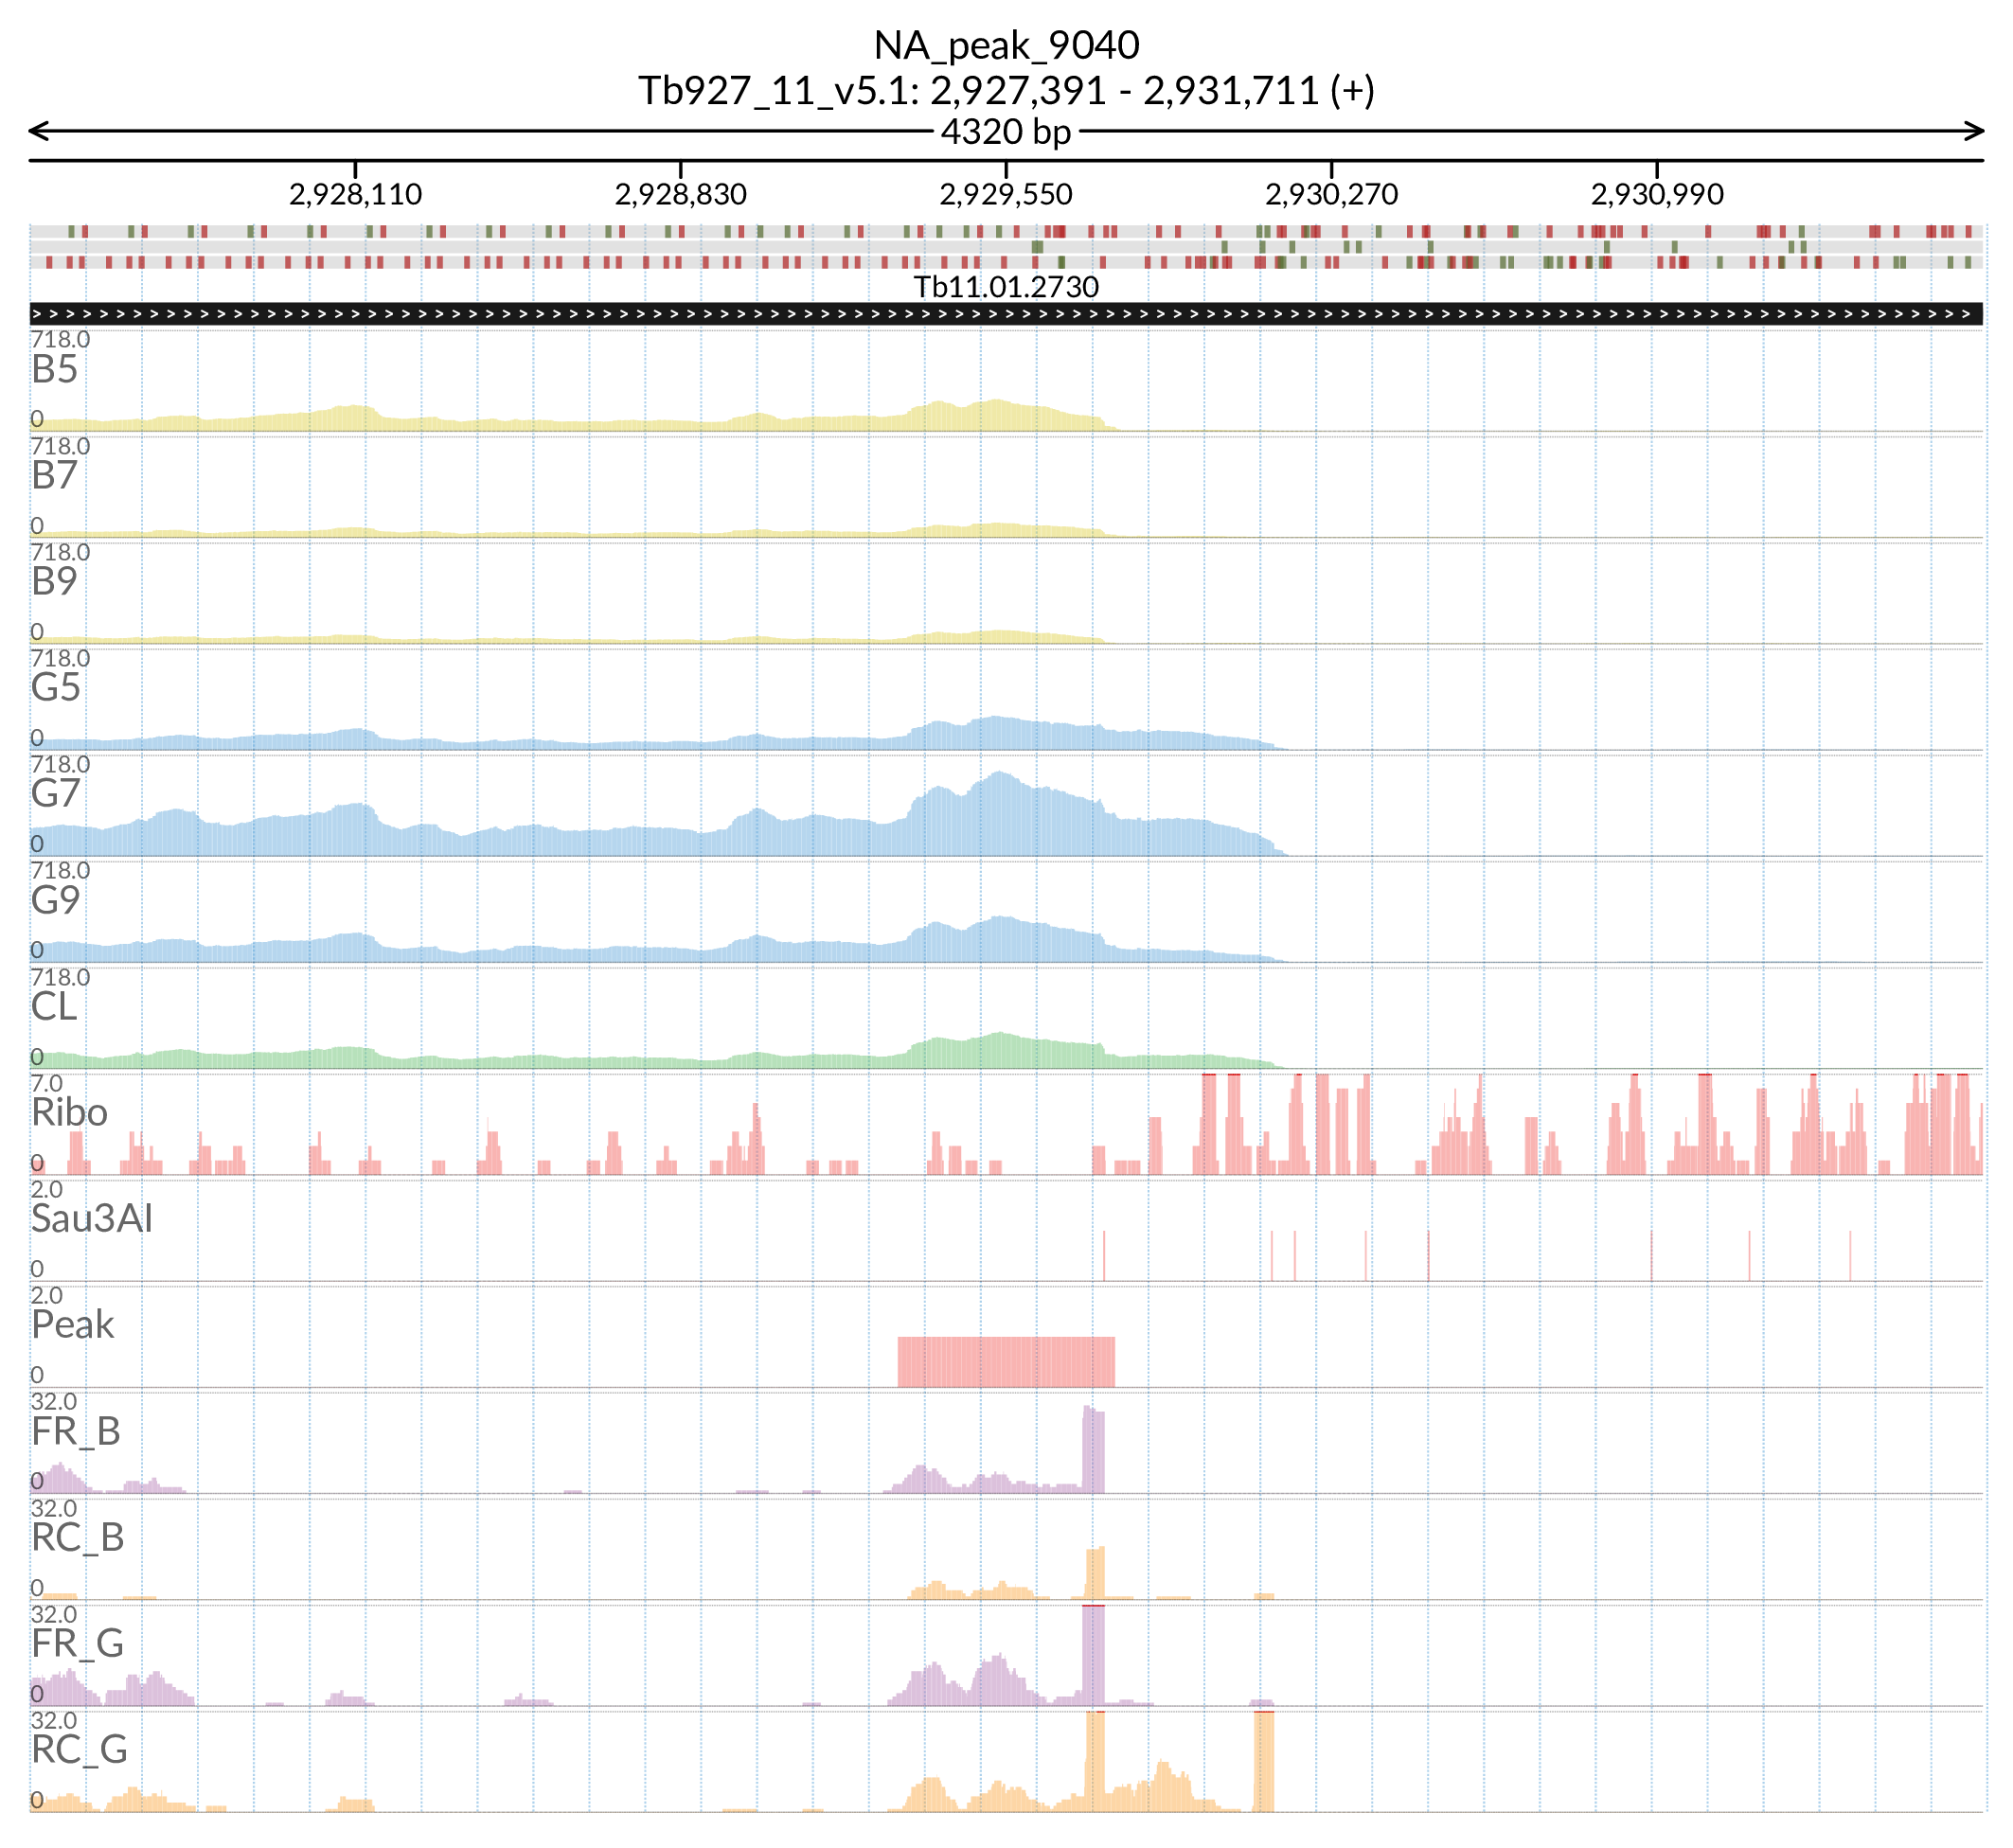 NA_peak_9040
Tb927_11_v5.1: 2,927,391 - 2,931,711 (+)
4320 bp
2,928,110 2,928,830 2,929,550 2,930,270 2,930,990
Tb11.01.2730
718.0
B5
0
718.0
B7
0
718.0
B9
0
718.0
G5
0
718.0
G7
0
718.0
G9
0
718.0
CL
0
7.0
Ribo
0
2.0
Sau3AI
0
2.0
Peak
0
32.0
FR_B
0
32.0
RC_B
0
32.0
FR_G
0
32.0
RC_G
0